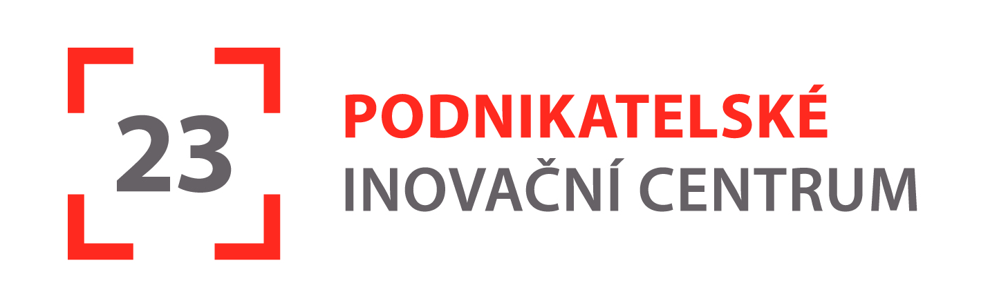 23
PODNIKATELSKÉ
INOVAČNÍ CENTRUM